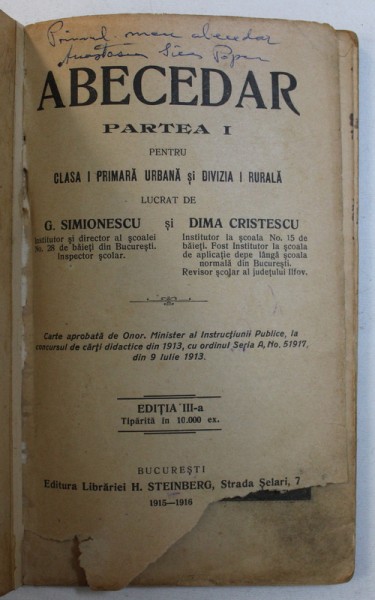 Primul meu abecedar
Anastasiu
ABECEDAR
PARTEA I
PENTRU
CLASA I PRIMARĂ URBANĂ și DIVIZIA I RURALĂ
LUCRAT DE
G. SIMIONESCU și DIMA CRISTESCU
Institutor și director al școalei
No. 28 de băieți din București.
Inspector școlar.
Institutor la școala No. 15 de
băieți. Fost Institutor la școala
de aplicație depe lângă școala
normală din București.
Revisor școlar al județului Ilfov.
Carte aprobată de Onor. Minister al Instrucțiunii Publice, la
concursul de cărți didactice din 1913, cu ordinul Seria A, No. 51917,
din 9 Iulie 1913.
EDIȚIA III-a
Tipărită în 10.000 ex.
BUCUREȘTI
Editura Librăriei H. STEINBERG, Strada Șelari, 7
1915—1916